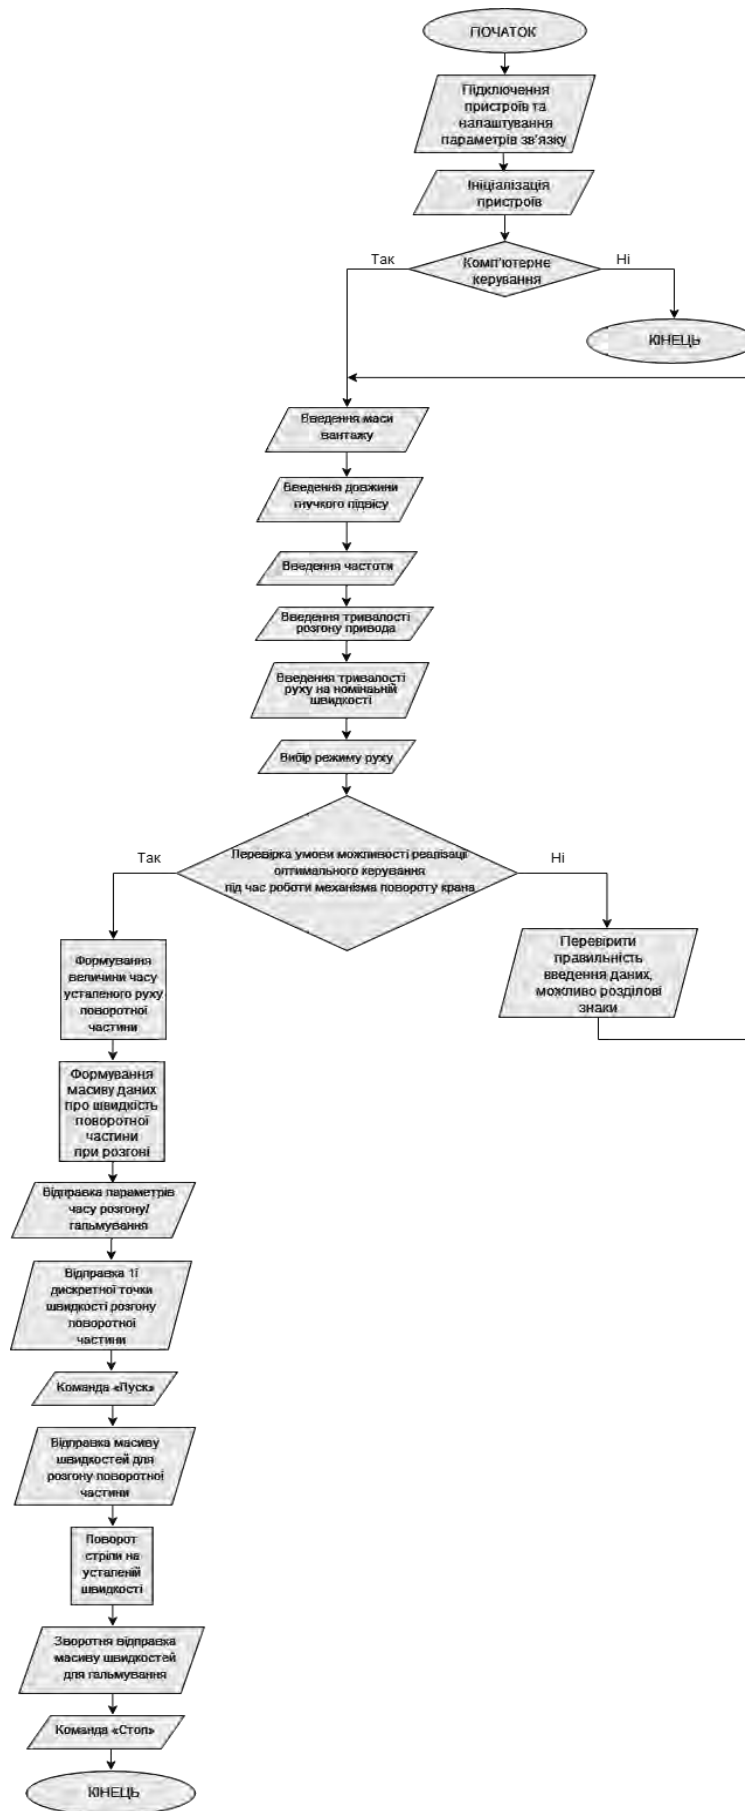 ПОЧАТОК
Підключення
пристроїв та
налаштування
параметрів зв'язку
Ініціалізація
пристроїв
Так
Комп'ютерне
керування
Ні
КІНЕЦЬ
Введення маси
вантажу
Введення довжини
гнучкого підвісу
Введення частоти
Введення тривалості
розгону привода
Введення тривалості
руху на номінальній
швидкості
Вибір режиму руху
Так
Перевірка умови можливості реалізації
оптимального керування
під час роботи механізма повороту крана
Ні
Формування
величини часу
усталеного руху
поворотної
частини
Перевірити
правильність
введення даних,
можливо розділові
знаки
Формування
масиву даних
про швидкість
поворотної
частини
при розгоні
Відправка параметрів
часу розгону/
гальмування
Відправка 1ї
дискретної точки
швидкості розгону
поворотної
частини
Команда «Пуск»
Відправка масиву
швидкостей для
розгону поворотної
частини
Поворот
стріли на
усталеній
швидкості
Зворотня відправка
масиву швидкостей
для гальмування
Команда «Стоп»
КІНЕЦЬ